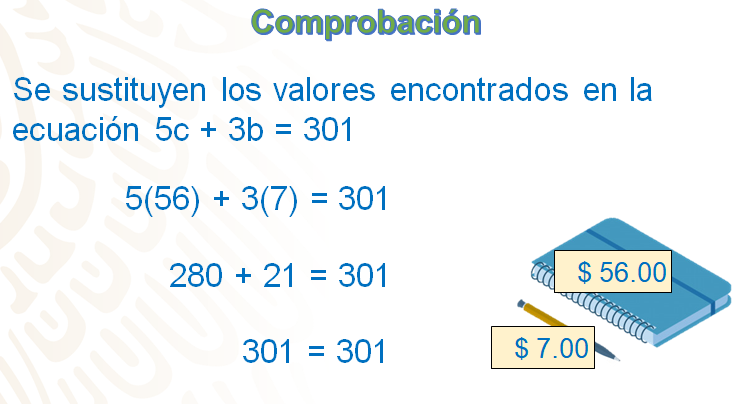 Comprobación
Se sustituyen los valores encontrados en la
ecuación 5c + 3b = 301
5(56) + 3(7) = 301
280 + 21 = 301
301 = 301
$ 56.00
$ 7.00